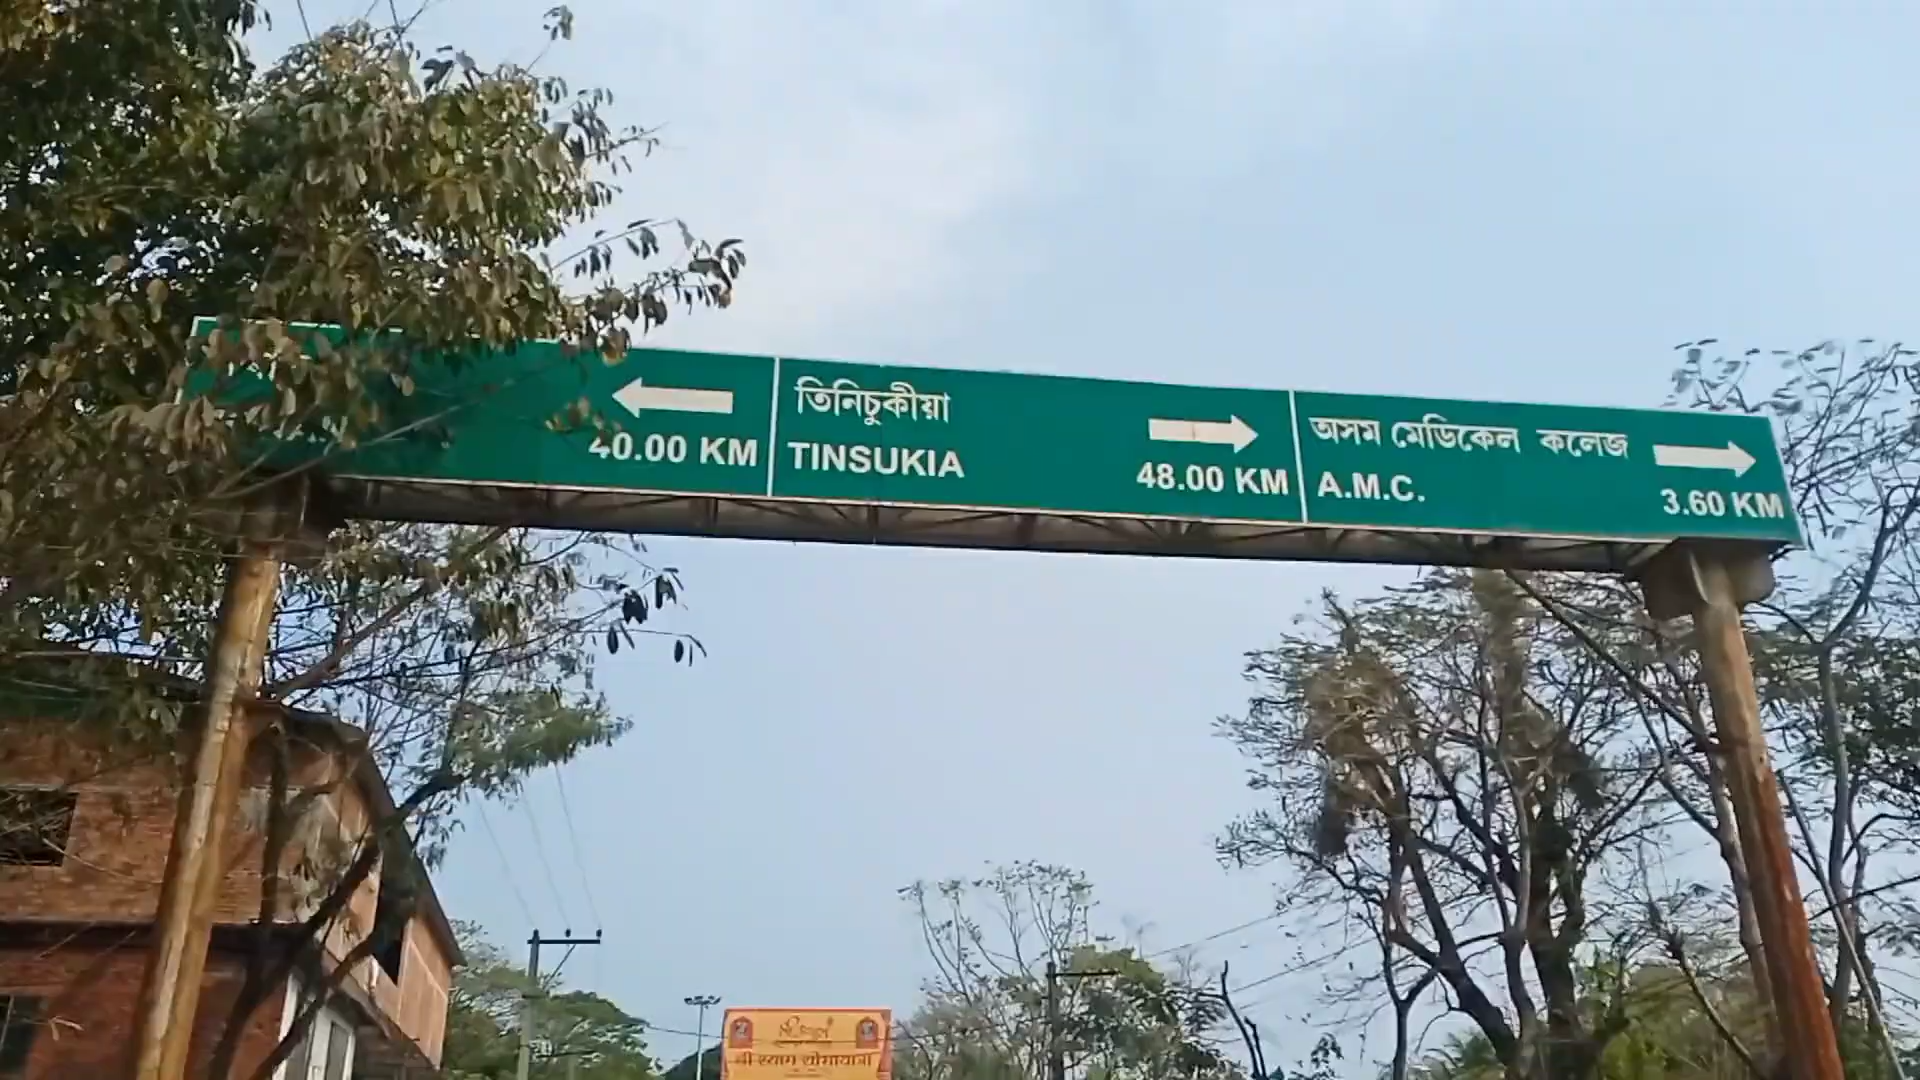 40.00 KM
তিনিচুকীয়া
TINSUKIA
48.00 KM
অসম মেডিকেল কলেজ
A.M.C.
3.60 KM